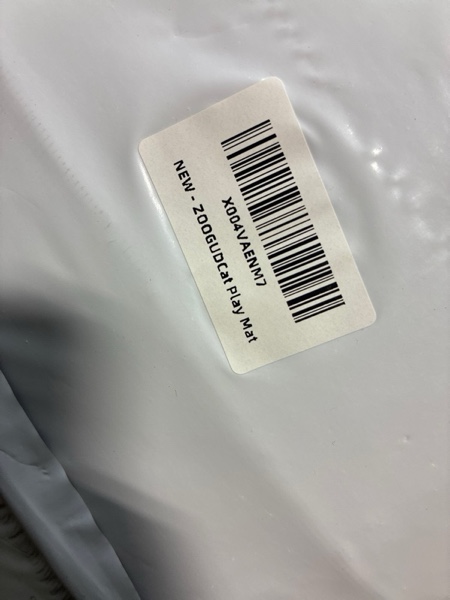 X004VAENM7
NEW - ZOOGUDCat Play Mat